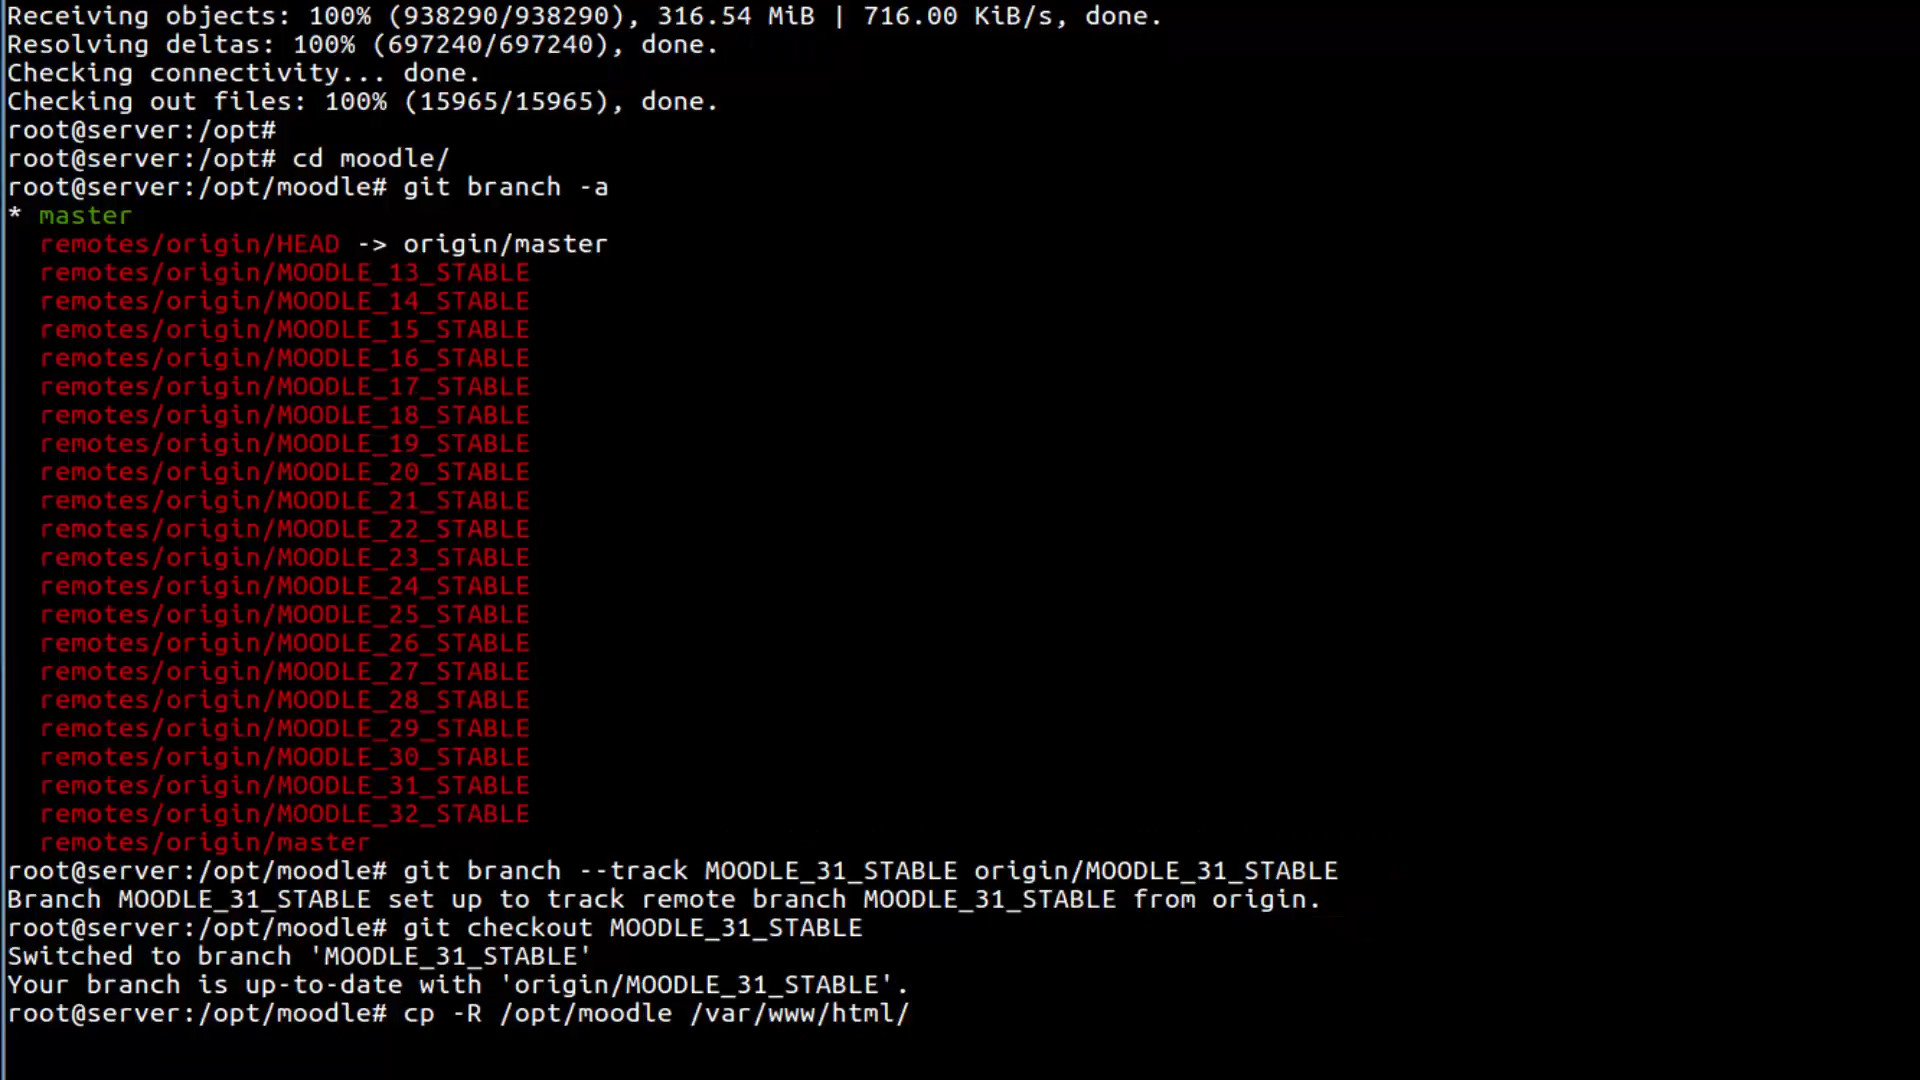 Receiving objects: 100% (938290/938290), 316.54 MiB | 716.00 KiB/s, done.
Resolving deltas: 100% (697240/697240), done.
Checking connectivity... done.
Checking out files: 100% (15965/15965), done.
root@server:/opt#
root@server:/opt# cd moodle/
root@server:/opt/moodle# git branch -a
* master
  remotes/origin/HEAD -> origin/master
  remotes/origin/MOODLE_13_STABLE
  remotes/origin/MOODLE_14_STABLE
  remotes/origin/MOODLE_15_STABLE
  remotes/origin/MOODLE_16_STABLE
  remotes/origin/MOODLE_17_STABLE
  remotes/origin/MOODLE_18_STABLE
  remotes/origin/MOODLE_19_STABLE
  remotes/origin/MOODLE_20_STABLE
  remotes/origin/MOODLE_21_STABLE
  remotes/origin/MOODLE_22_STABLE
  remotes/origin/MOODLE_23_STABLE
  remotes/origin/MOODLE_24_STABLE
  remotes/origin/MOODLE_25_STABLE
  remotes/origin/MOODLE_26_STABLE
  remotes/origin/MOODLE_27_STABLE
  remotes/origin/MOODLE_28_STABLE
  remotes/origin/MOODLE_29_STABLE
  remotes/origin/MOODLE_30_STABLE
  remotes/origin/MOODLE_31_STABLE
  remotes/origin/MOODLE_32_STABLE
  remotes/origin/master
root@server:/opt/moodle# git branch --track MOODLE_31_STABLE origin/MOODLE_31_STABLE
Branch MOODLE_31_STABLE set up to track remote branch MOODLE_31_STABLE from origin.
root@server:/opt/moodle# git checkout MOODLE_31_STABLE
Switched to branch 'MOODLE_31_STABLE'
Your branch is up-to-date with 'origin/MOODLE_31_STABLE'.
root@server:/opt/moodle# cp -R /opt/moodle /var/www/html/